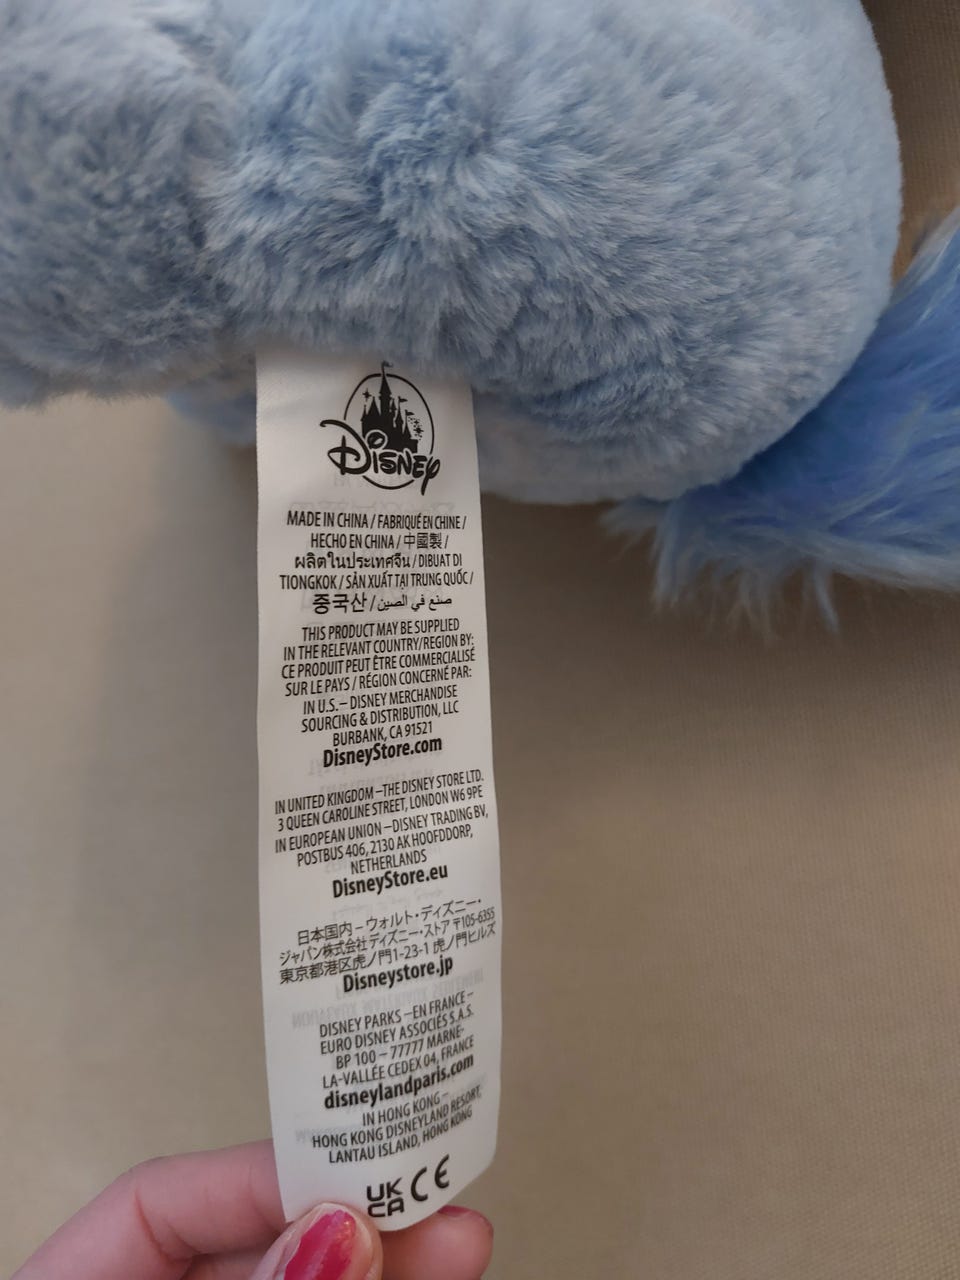 Disney
MADE IN CHINA / FABRIQUÉ EN CHINE /
HECHO EN CHINA / 中國製 /
ผลิตในประเทศจีน / DIBUAT DI
TIONGKOK / SẢN XUẤT TẠI TRUNG QUỐC /
중국산 / صنع في الصين
THIS PRODUCT MAY BE SUPPLIED
IN THE RELEVANT COUNTRY/REGION BY:
CE PRODUIT PEUT ÊTRE COMMERCIALISÉ
SUR LE PAYS / RÉGION CONCERNÉ PAR:
IN U.S.– DISNEY MERCHANDISE
SOURCING & DISTRIBUTION, LLC
BURBANK, CA 91521
DisneyStore.com
IN UNITED KINGDOM –THE DISNEY STORE LTD.
3 QUEEN CAROLINE STREET, LONDON W6 9PE
IN EUROPEAN UNION –DISNEY TRADING BV,
POSTBUS 406, 2130 AK HOOFDDORP,
NETHERLANDS
DisneyStore.eu
日本国内 – ウォルト・ディズニー・
ジャパン株式会社 ディズニー・ストア 〒105-6355
東京都港区虎ノ門1-23-1 虎ノ門ヒルズ
Disneystore.jp
DISNEY PARKS –EN FRANCE –
EURO DISNEY ASSOCIÉS S.A.S.
BP 100 – 77777 MARNE-
LA-VALLÉE CEDEX 04, FRANCE
disneylandparis.com
IN HONG KONG –
HONG KONG DISNEYLAND RESORT,
LANTAU ISLAND, HONG KONG
UK
CA CE